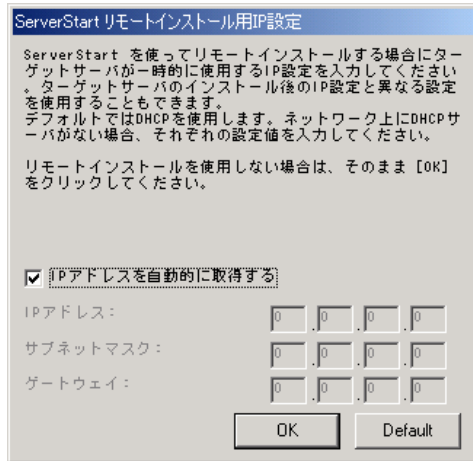 ServerStart リモートインストール用IP設定
ServerStart を使ってリモートインストールする場合にター
ゲットサーバが一時的に使用するIP設定を入力してください
。ターゲットサーバのインストール後のIP設定と異なる設定
を使用することもできます。
デフォルトではDHCPを使用します。ネットワーク上にDHCPサ
ーバがない場合、それぞれの設定値を入力してください。
リモートインストールを使用しない場合は、そのまま [OK]
をクリックしてください。
IPアドレスを自動的に取得する
IPアドレス： 0 . 0 . 0 . 0
サブネットマスク： 0 . 0 . 0 . 0
ゲートウェイ： 0 . 0 . 0 . 0
OK Default